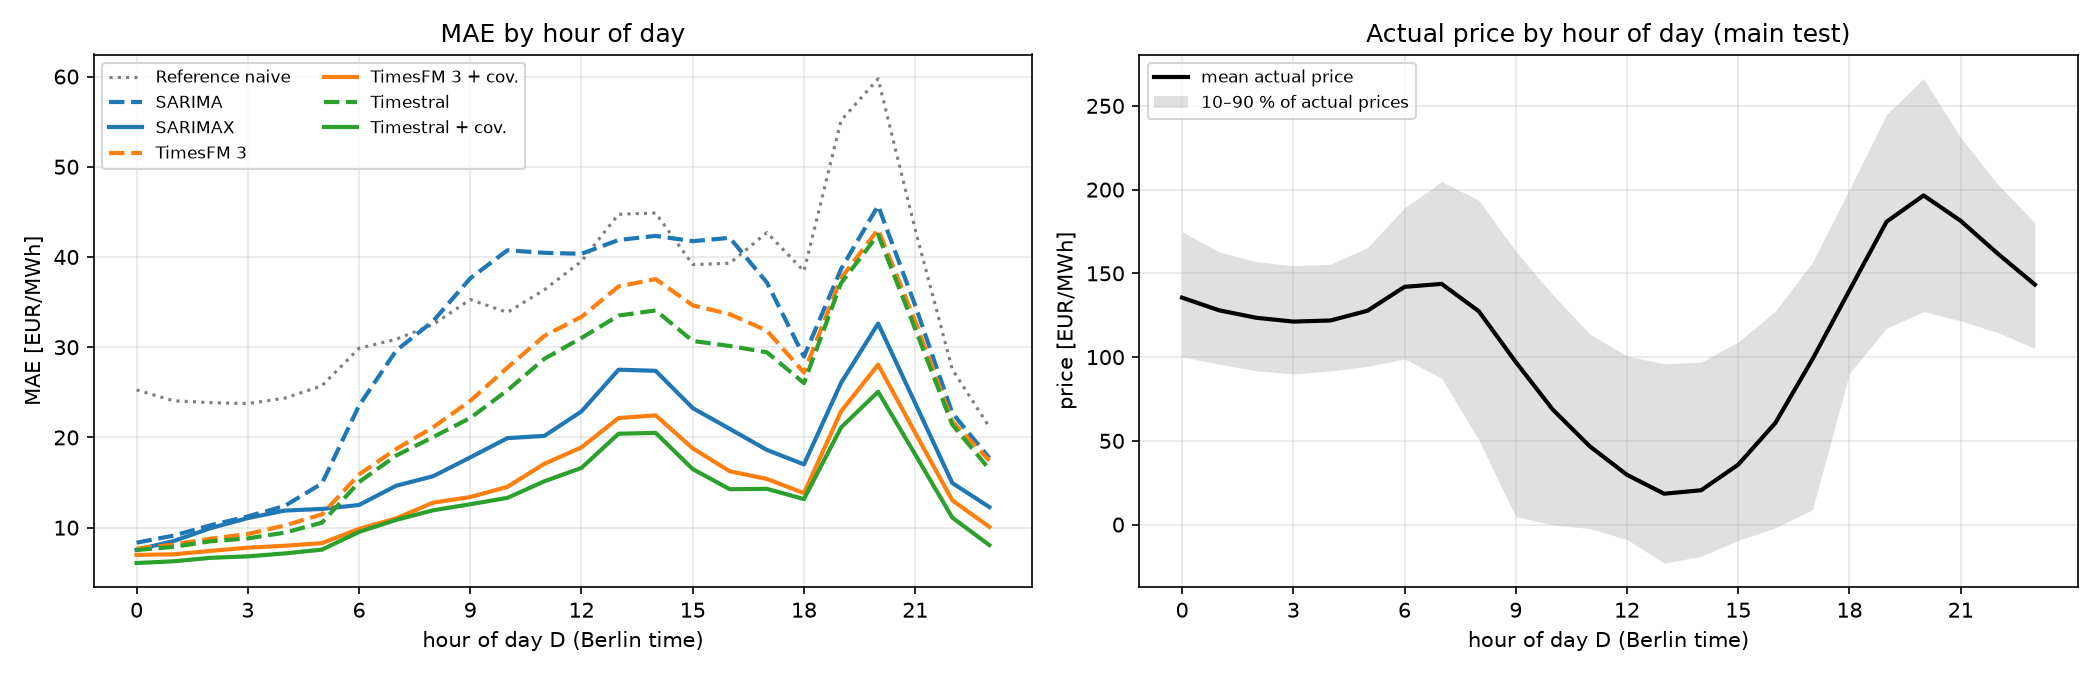 MAE by hour of day
Reference naive
SARIMA
SARIMAX
TimesFM 3
TimesFM 3 + cov.
Timestral
Timestral + cov.
MAE [EUR/MWh]
60
50
40
30
20
10
0 3 6 9 12 15 18 21
hour of day D (Berlin time)
Actual price by hour of day (main test)
mean actual price
10–90 % of actual prices
price [EUR/MWh]
250
200
150
100
50
0
0 3 6 9 12 15 18 21
hour of day D (Berlin time)